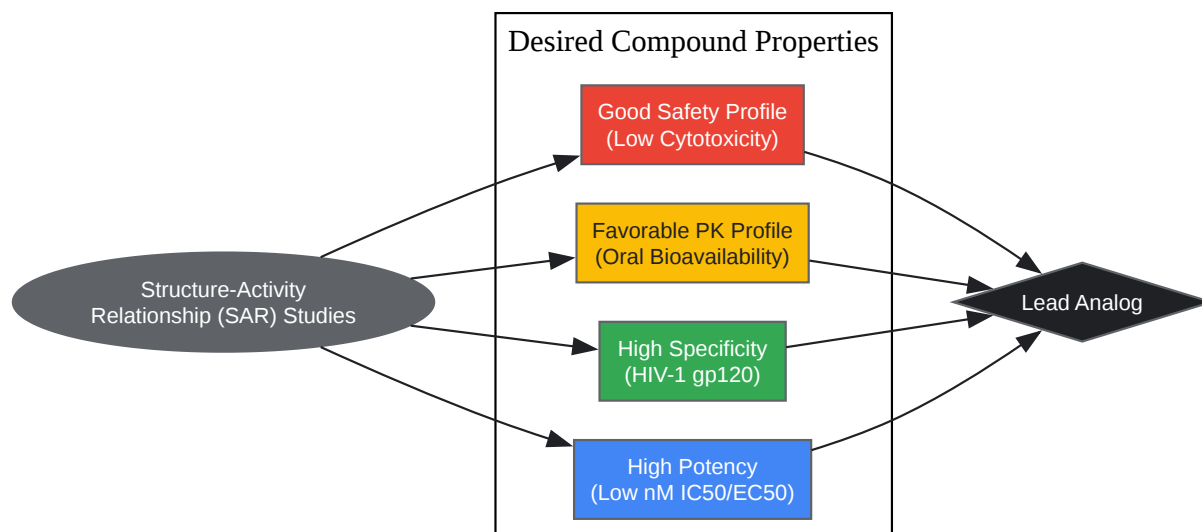 Desired Compound Properties
Good Safety Profile
(Low Cytotoxicity)
Favorable PK Profile
(Oral Bioavailability)
Structure-Activity
Relationship (SAR) Studies
Lead Analog
High Specificity
(HIV-1 gp120)
High Potency
(Low nM IC50/EC50)